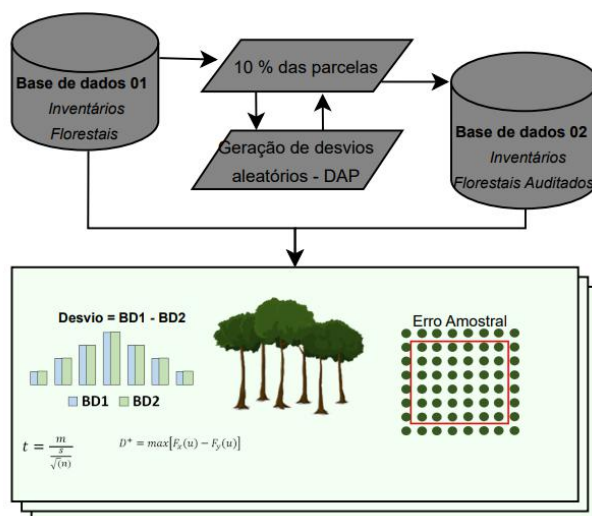 Base de dados 01
Inventários
Florestais
10 % das parcelas
Geração de desvios
aleatórios - DAP
Base de dados 02
Inventários
Florestais Auditados
Desvio = BD1 - BD2
BD1 BD2
t = m / (s / √(n))
D⁺ = max[Fₓ(u) − Fᵧ(u)]
Erro Amostral